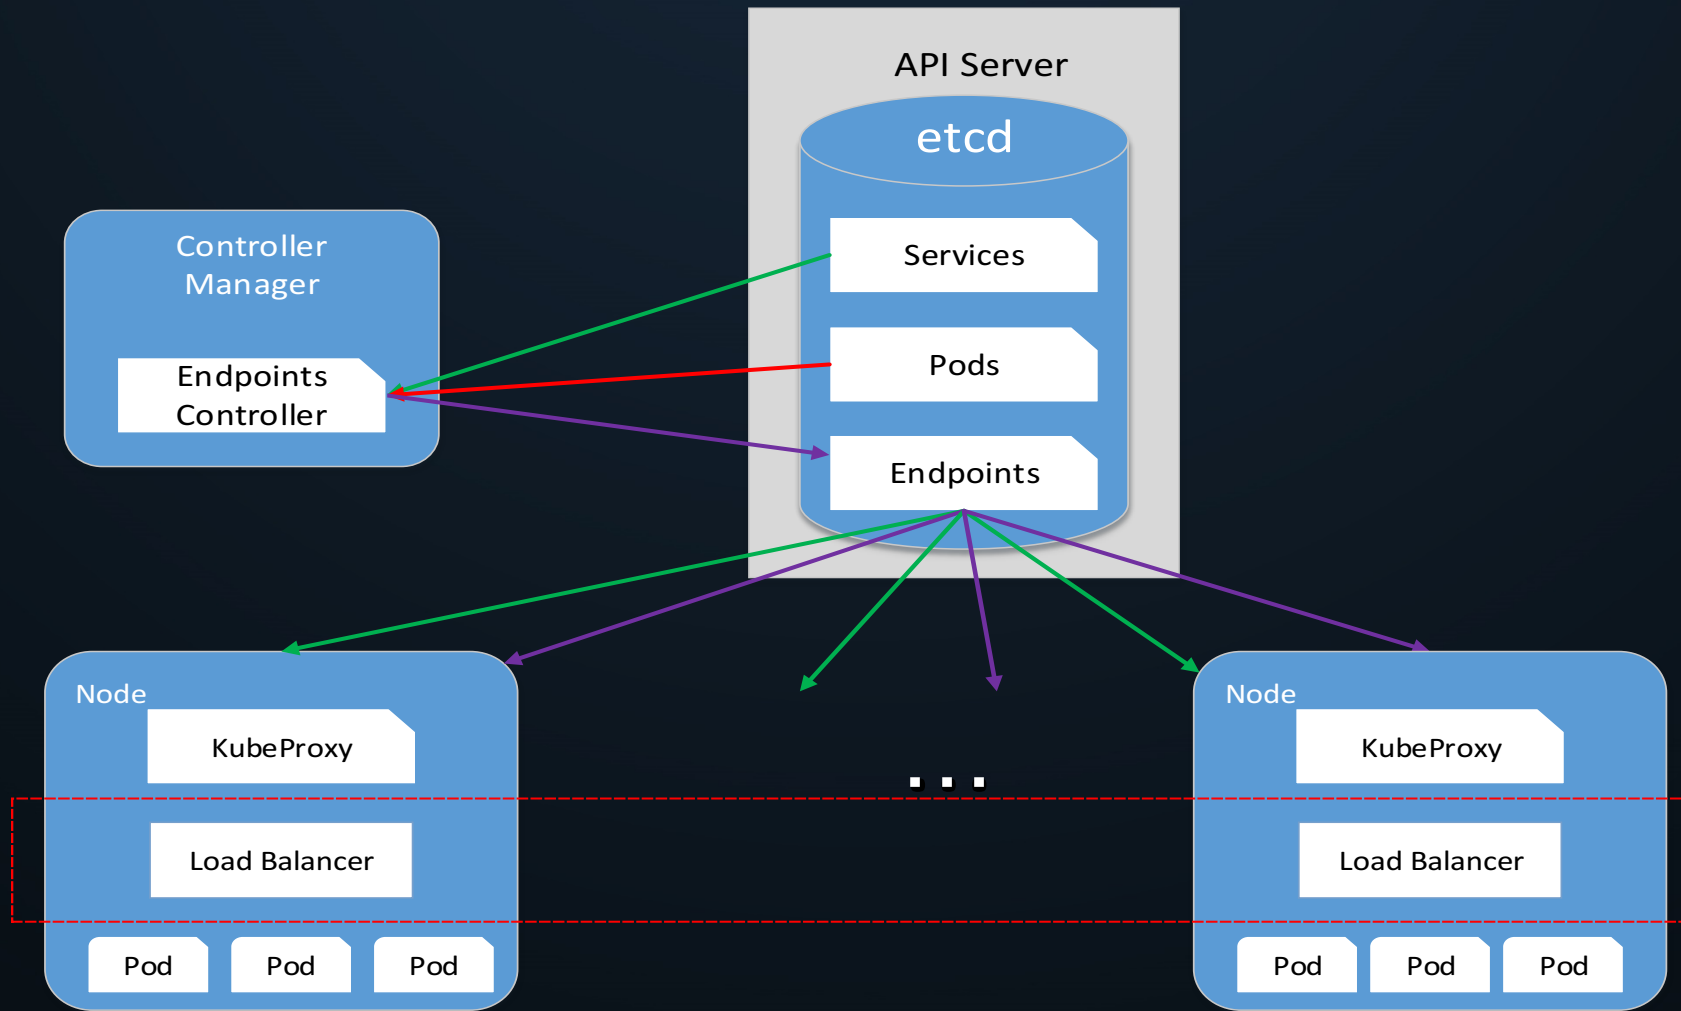 API Server
etcd
Services
Pods
Endpoints
Controller
Manager
Endpoints
Controller
Node
KubeProxy
Load Balancer
Pod
Pod
Pod
...
Node
KubeProxy
Load Balancer
Pod
Pod
Pod